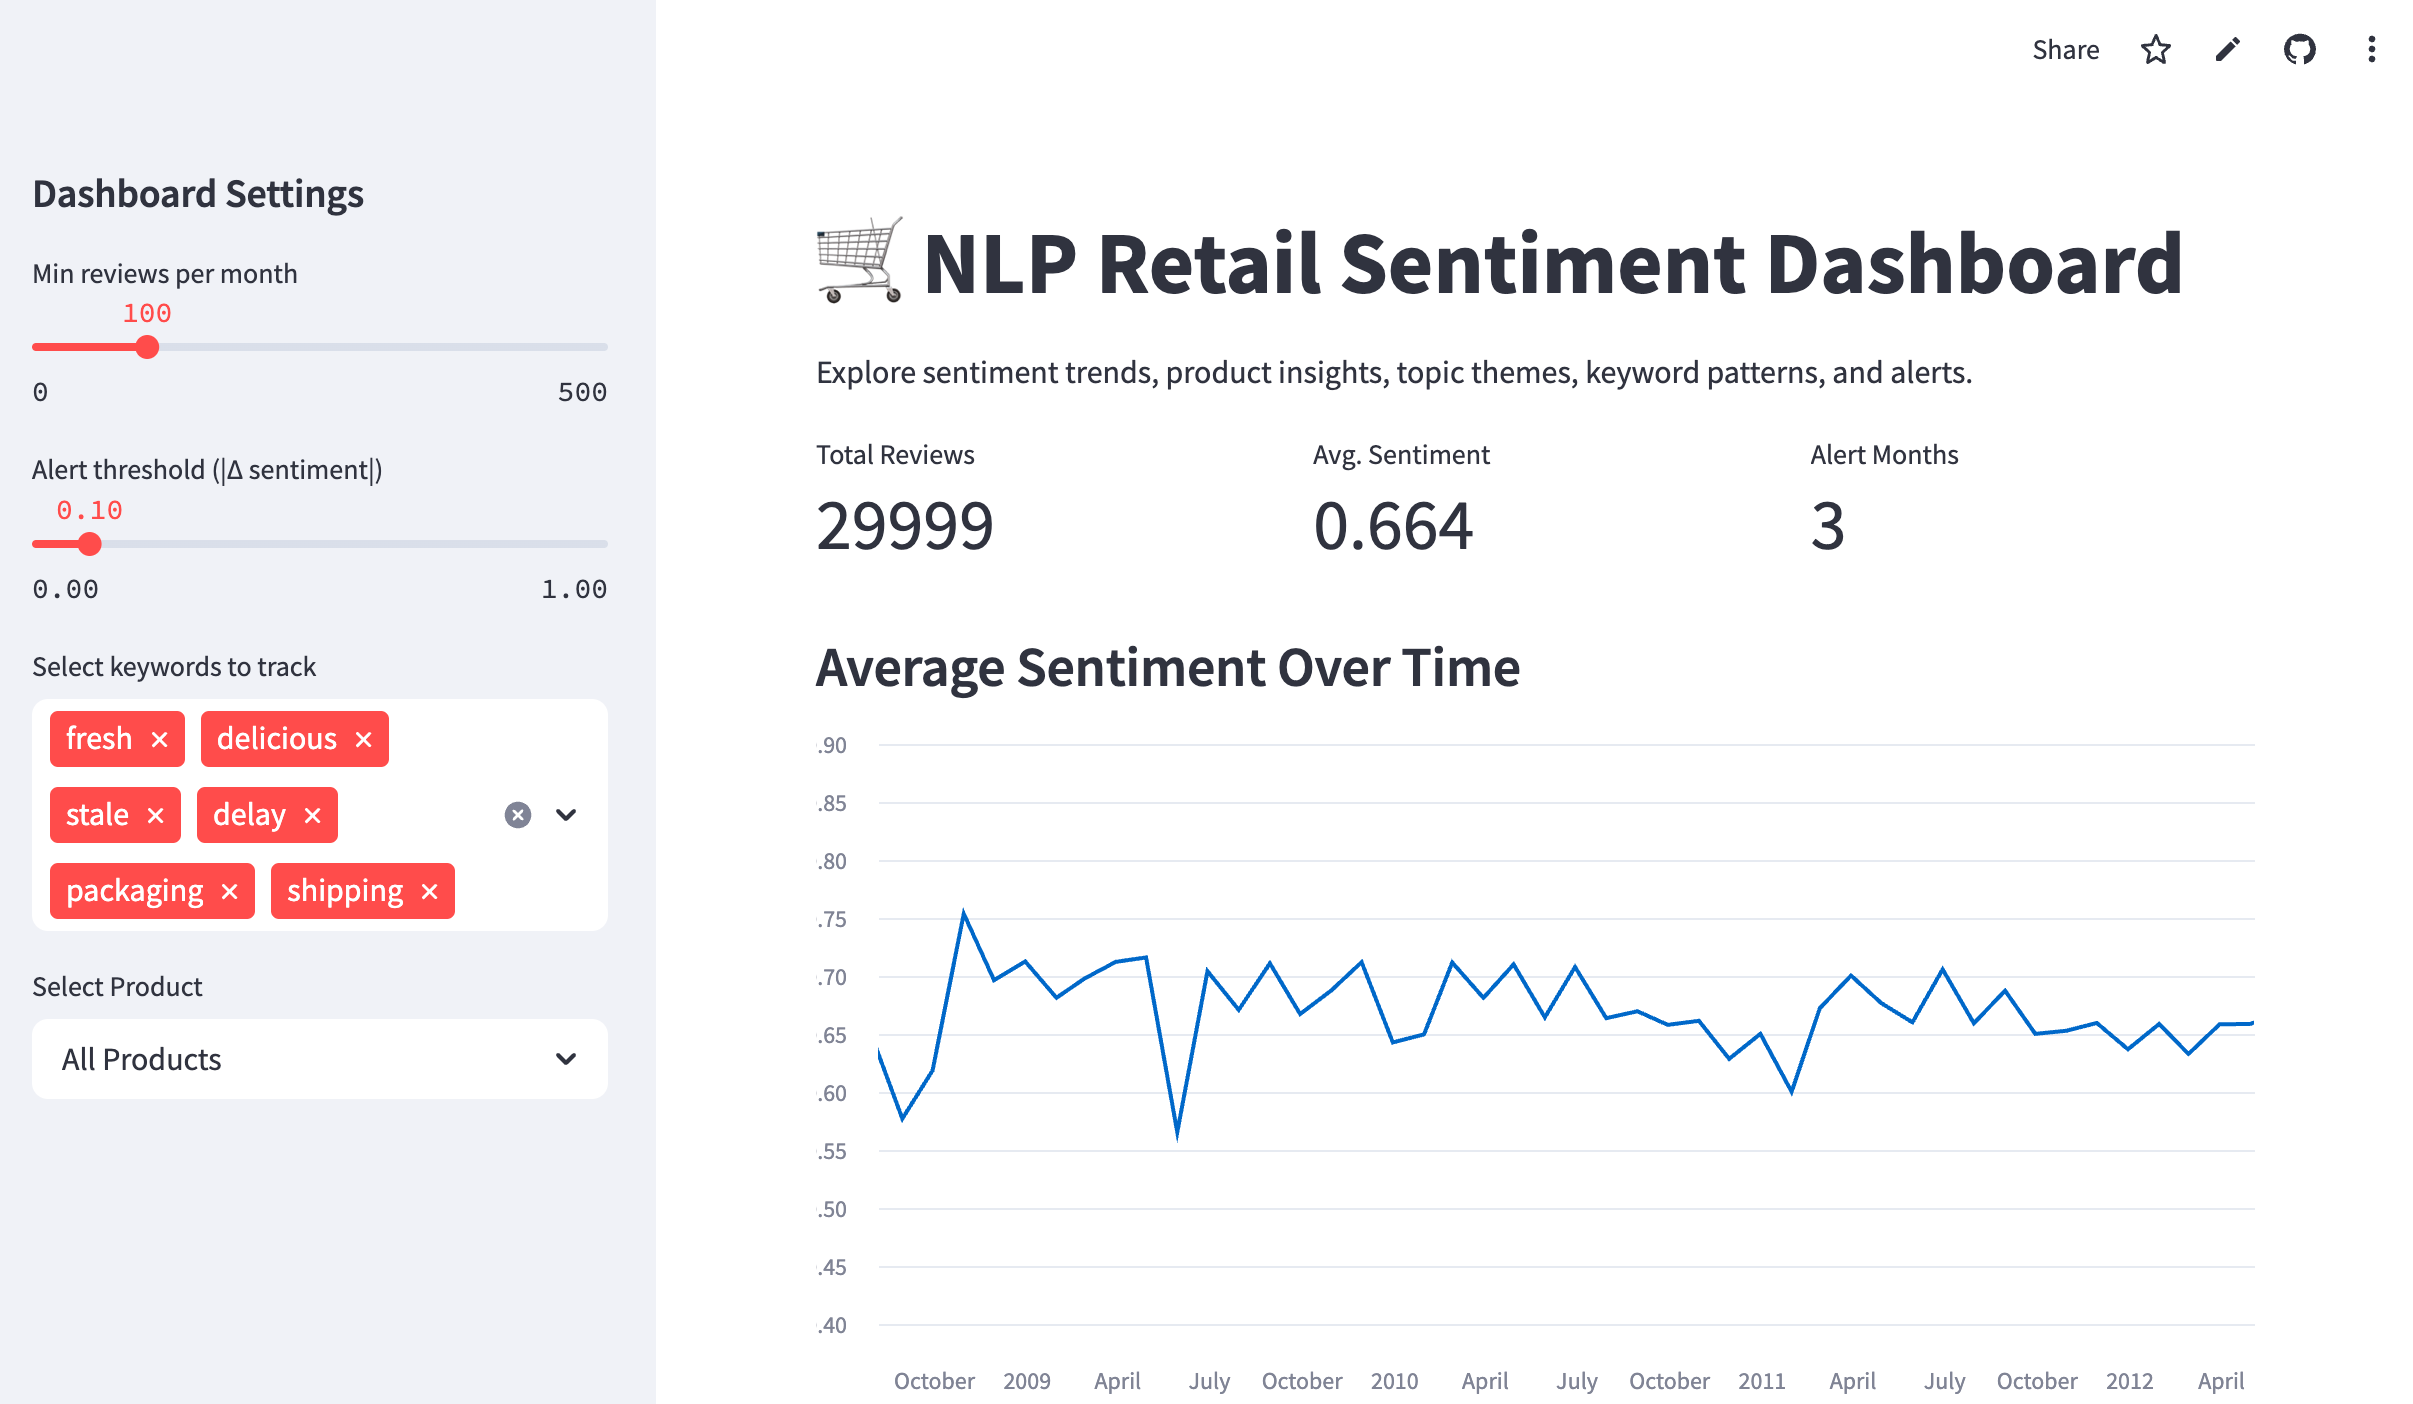 Share
Dashboard Settings
Min reviews per month
100
0 500
Alert threshold (|Δ sentiment|)
0.10
0.00 1.00
Select keywords to track
fresh × delicious ×
stale × delay ×
packaging × shipping ×
Select Product
All Products
NLP Retail Sentiment Dashboard
Explore sentiment trends, product insights, topic themes, keyword patterns, and alerts.
Total Reviews Avg. Sentiment Alert Months
29999 0.664 3
Average Sentiment Over Time
.90
.85
.80
.75
.70
.65
.60
.55
.50
.45
.40
October 2009 April July October 2010 April July October 2011 April July October 2012 April